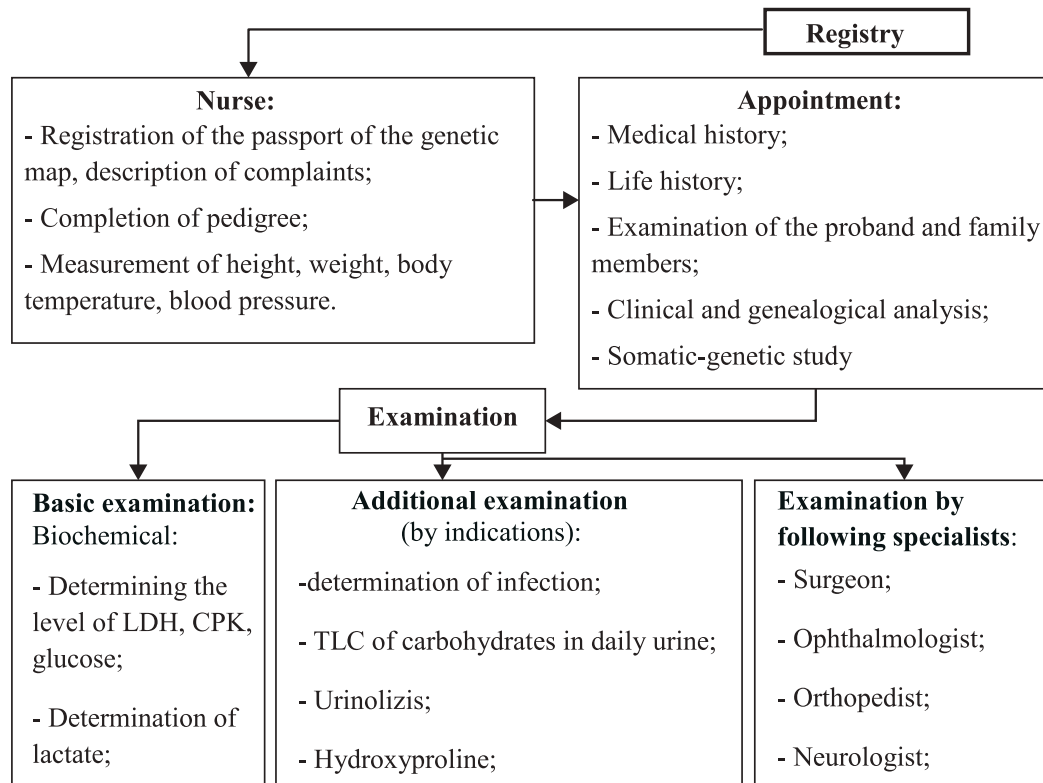 Registry
Nurse:
- Registration of the passport of the genetic
map, description of complaints;
- Completion of pedigree;
- Measurement of height, weight, body
temperature, blood pressure.
Appointment:
- Medical history;
- Life history;
- Examination of the proband and family
members;
- Clinical and genealogical analysis;
- Somatic-genetic study
Examination
Basic examination:
Biochemical:
- Determining the
level of LDH, CPK,
glucose;
- Determination of
lactate;
Additional examination
(by indications):
-determination of infection;
- TLC of carbohydrates in daily urine;
- Urinolizis;
- Hydroxyproline;
Examination by
following specialists:
- Surgeon;
- Ophthalmologist;
- Orthopedist;
- Neurologist;